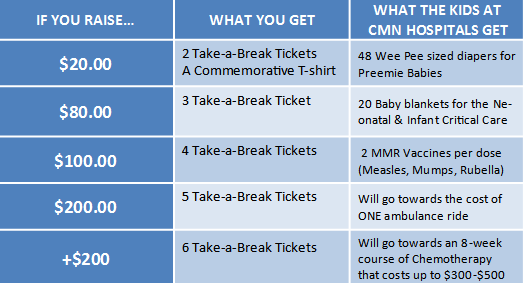 IF YOU RAISE…
WHAT YOU GET
WHAT THE KIDS AT
CMN HOSPITALS GET
$20.00
2 Take-a-Break Tickets
A Commemorative T-shirt
48 Wee Pee sized diapers for
Preemie Babies
$80.00
3 Take-a-Break Ticket
20 Baby blankets for the Ne-
onatal & Infant Critical Care
$100.00
4 Take-a-Break Tickets
2 MMR Vaccines per dose
(Measles, Mumps, Rubella)
$200.00
5 Take-a-Break Tickets
Will go towards the cost of
ONE ambulance ride
+$200
6 Take-a-Break Tickets
Will go towards an 8-week
course of Chemotherapy
that costs up to $300-$500